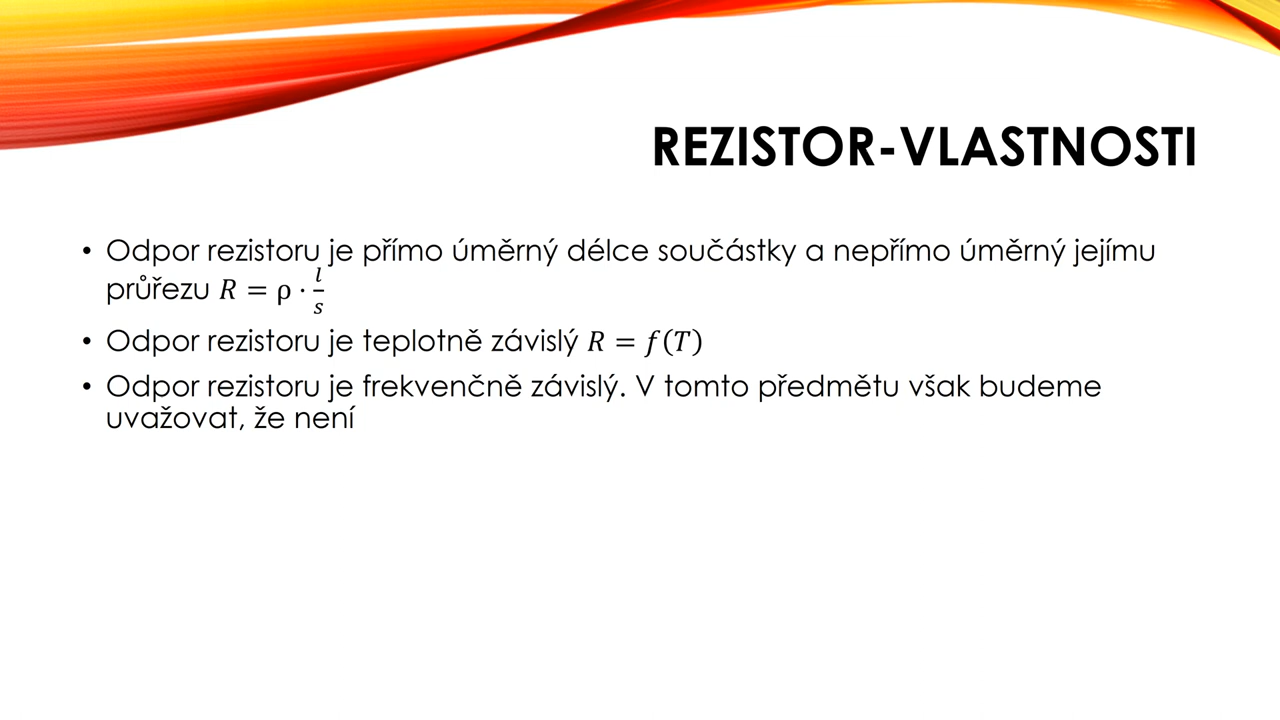 REZISTOR-VLASTNOSTI
• Odpor rezistoru je přímo úměrný délce součástky a nepřímo úměrný jejímu
průřezu R = ρ · l/s
• Odpor rezistoru je teplotně závislý R = f(T)
• Odpor rezistoru je frekvenčně závislý. V tomto předmětu však budeme
uvažovat, že není